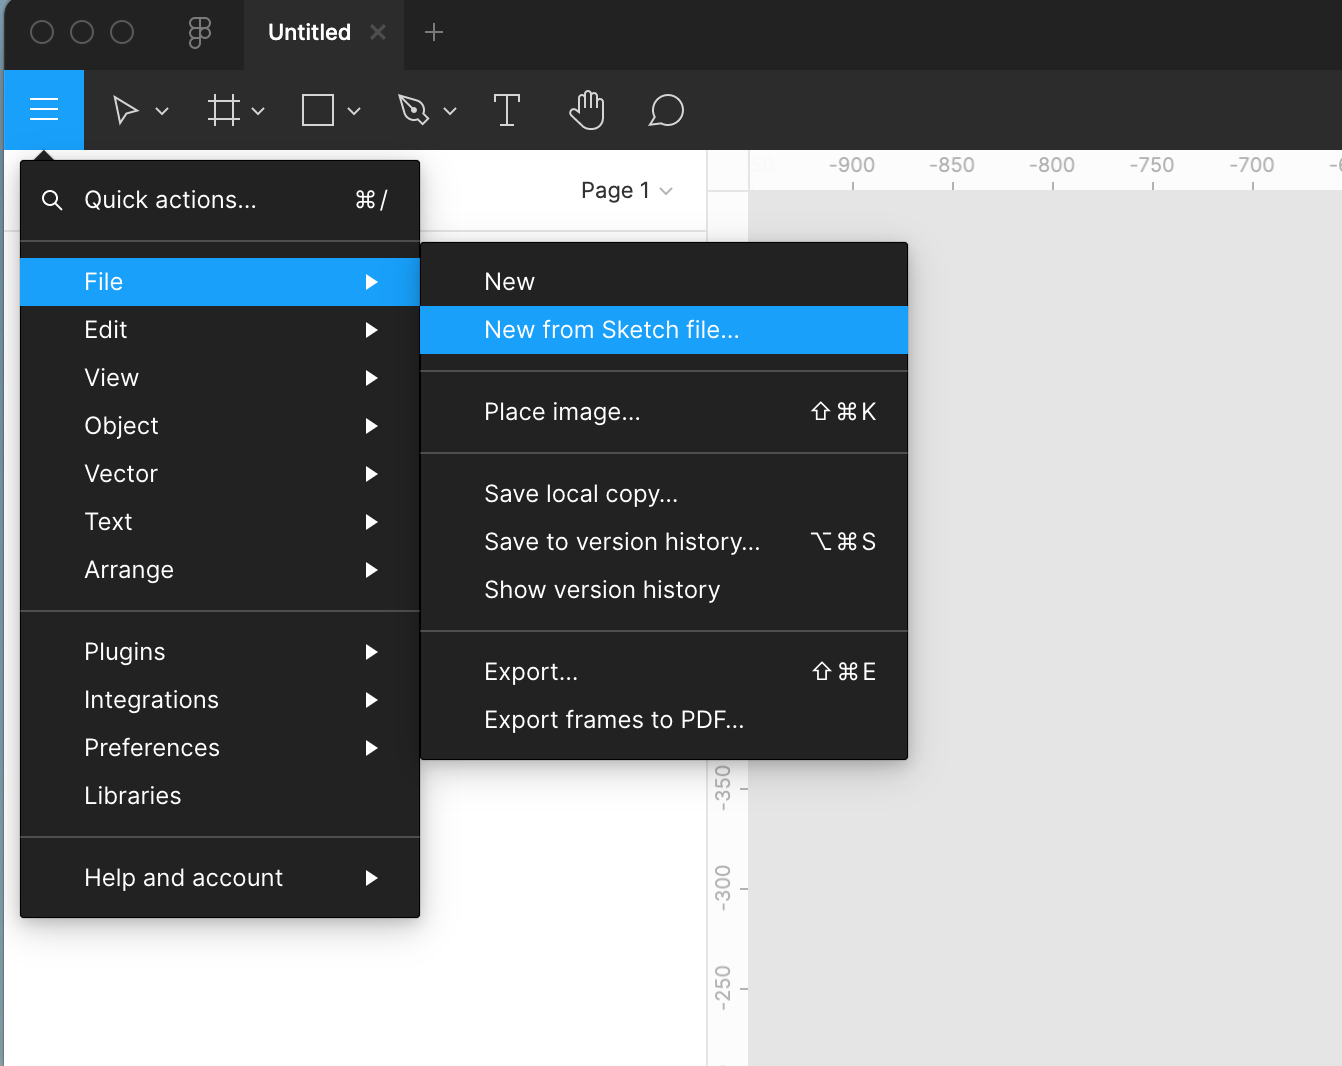 Untitled
Page 1
-900 -850 -800 -750 -700
Quick actions... ⌘/
File
Edit
View
Object
Vector
Text
Arrange
Plugins
Integrations
Preferences
Libraries
Help and account
New
New from Sketch file...
Place image... ⇧⌘K
Save local copy...
Save to version history... ⌥⌘S
Show version history
Export... ⇧⌘E
Export frames to PDF...
-350
-300
-250